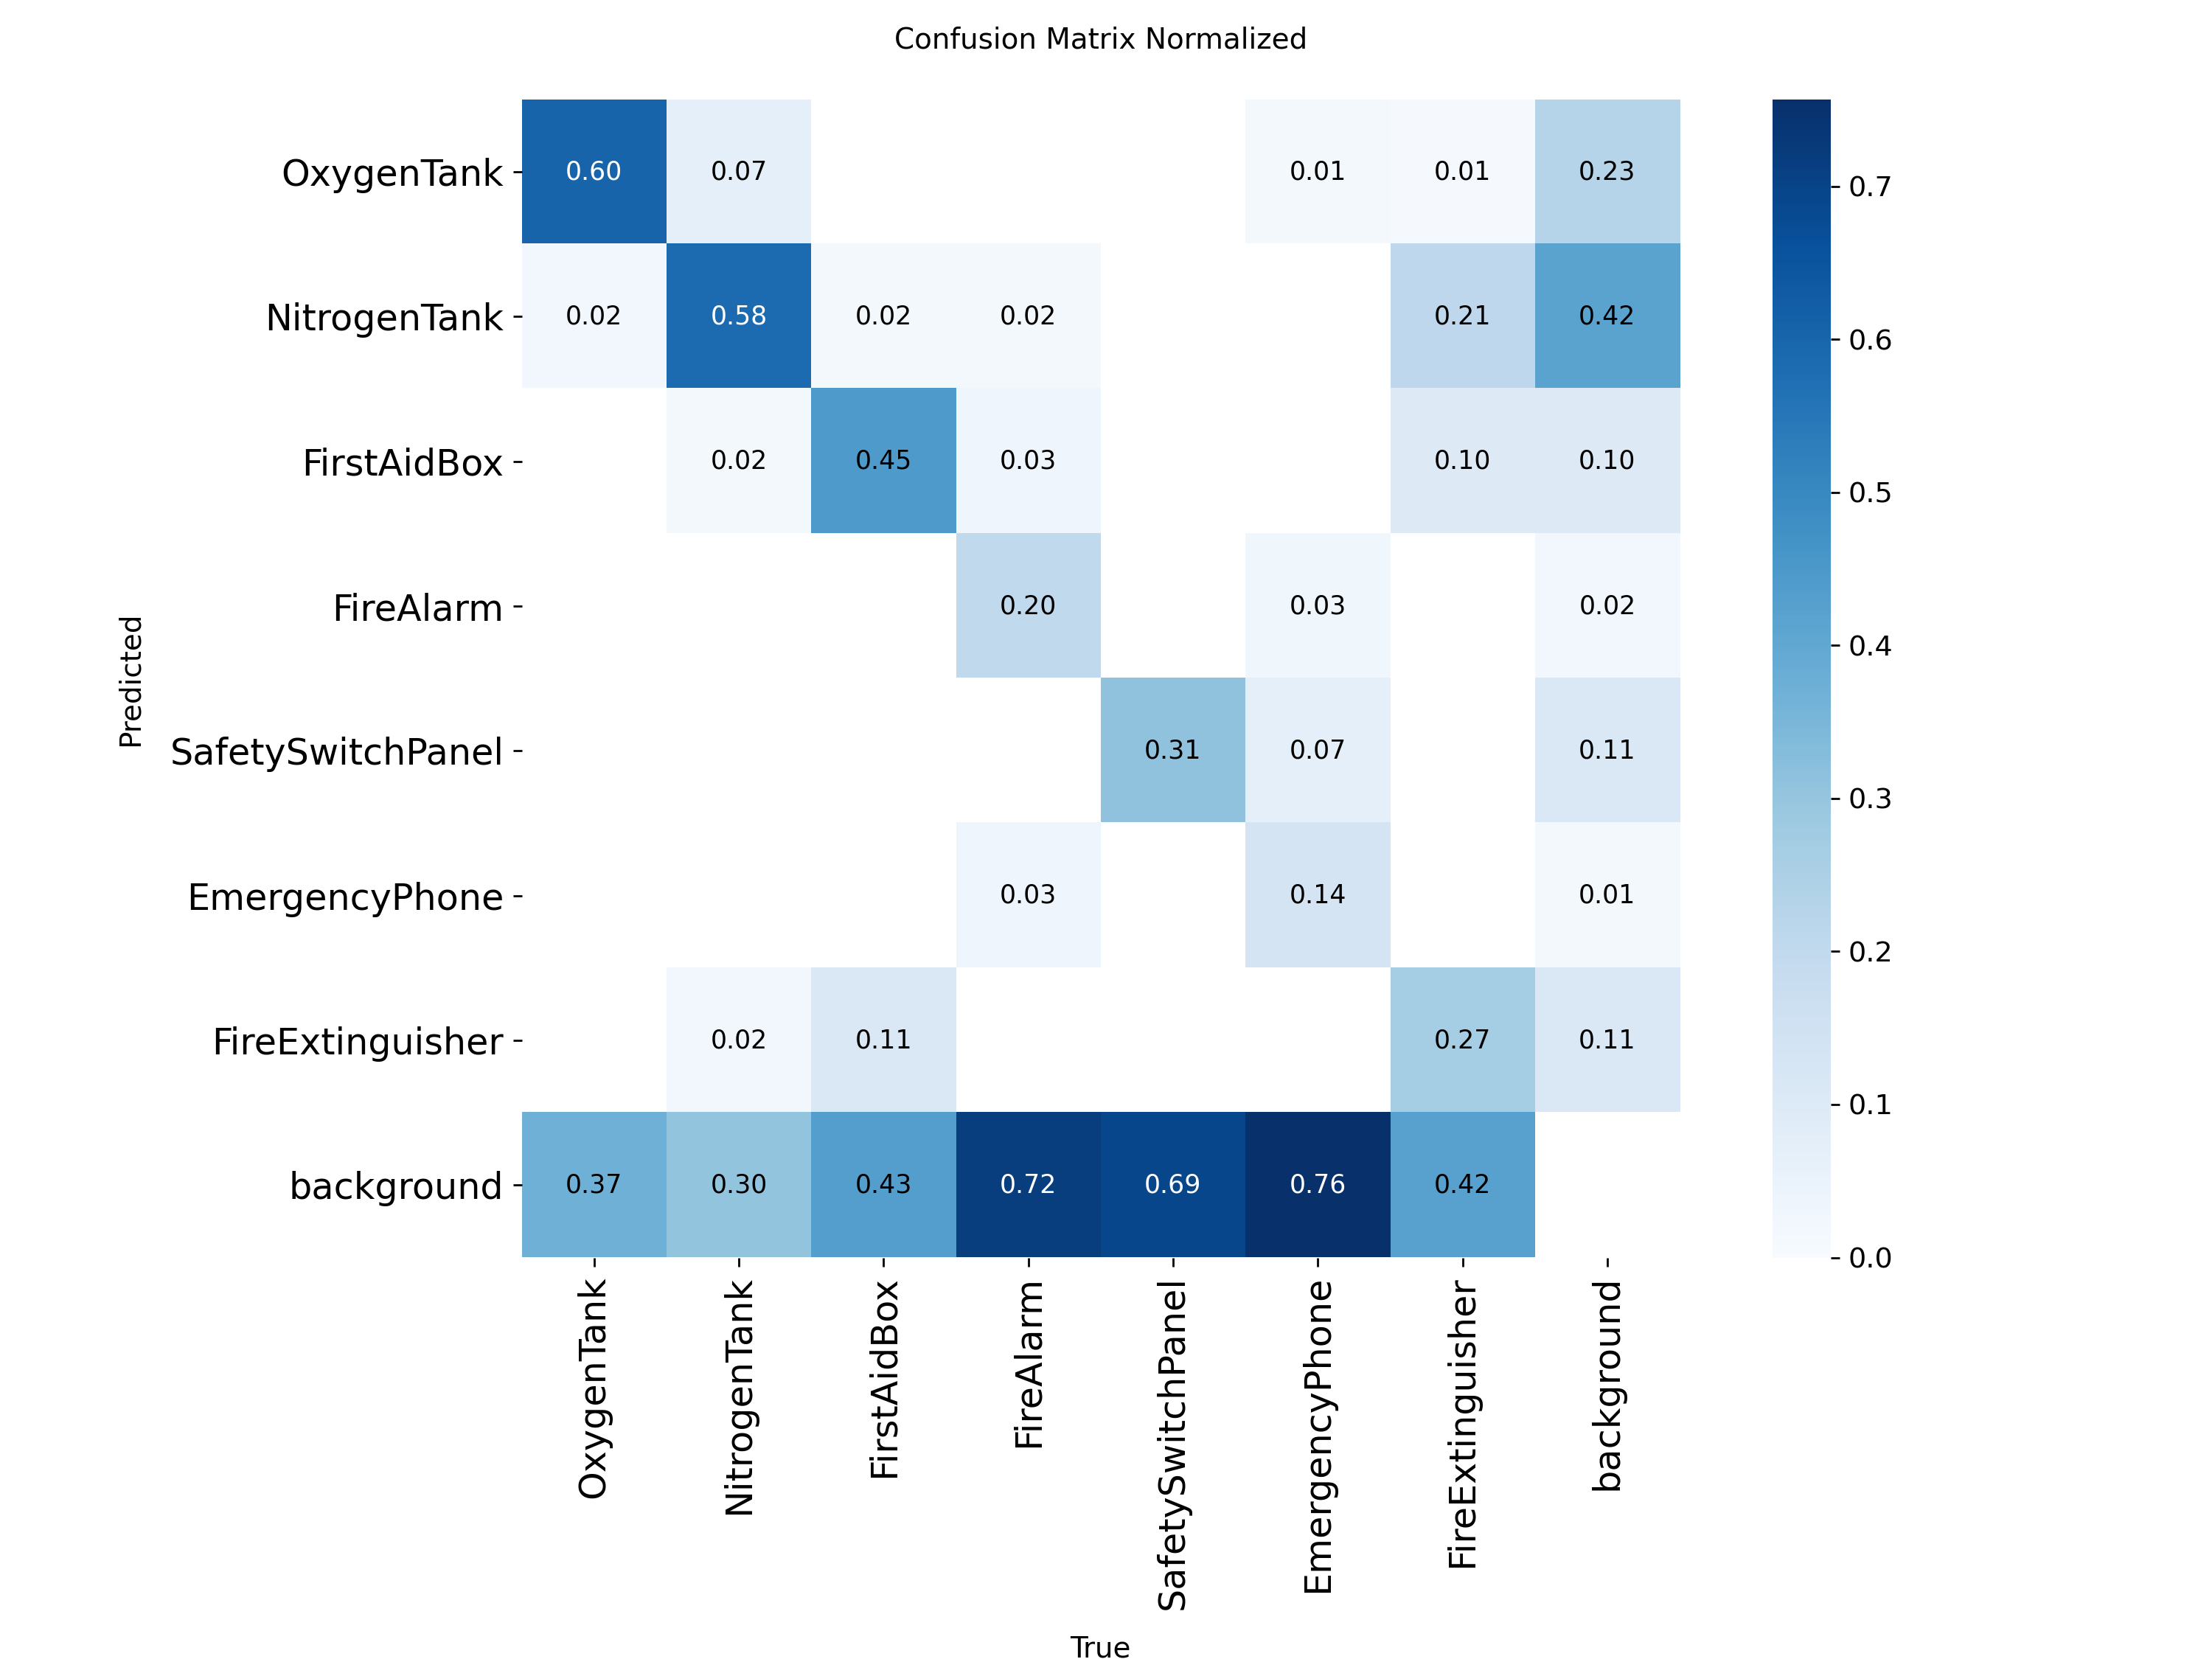 Confusion Matrix Normalized
OxygenTank 0.60 0.07 0.01 0.01 0.23
NitrogenTank 0.02 0.58 0.02 0.02 0.21 0.42
FirstAidBox 0.02 0.45 0.03 0.10 0.10
FireAlarm 0.20 0.03 0.02
SafetySwitchPanel 0.31 0.07 0.11
EmergencyPhone 0.03 0.14 0.01
FireExtinguisher 0.02 0.11 0.27 0.11
background 0.37 0.30 0.43 0.72 0.69 0.76 0.42
Predicted
OxygenTank
NitrogenTank
FirstAidBox
FireAlarm
SafetySwitchPanel
EmergencyPhone
FireExtinguisher
background
True
0.7
0.6
0.5
0.4
0.3
0.2
0.1
0.0